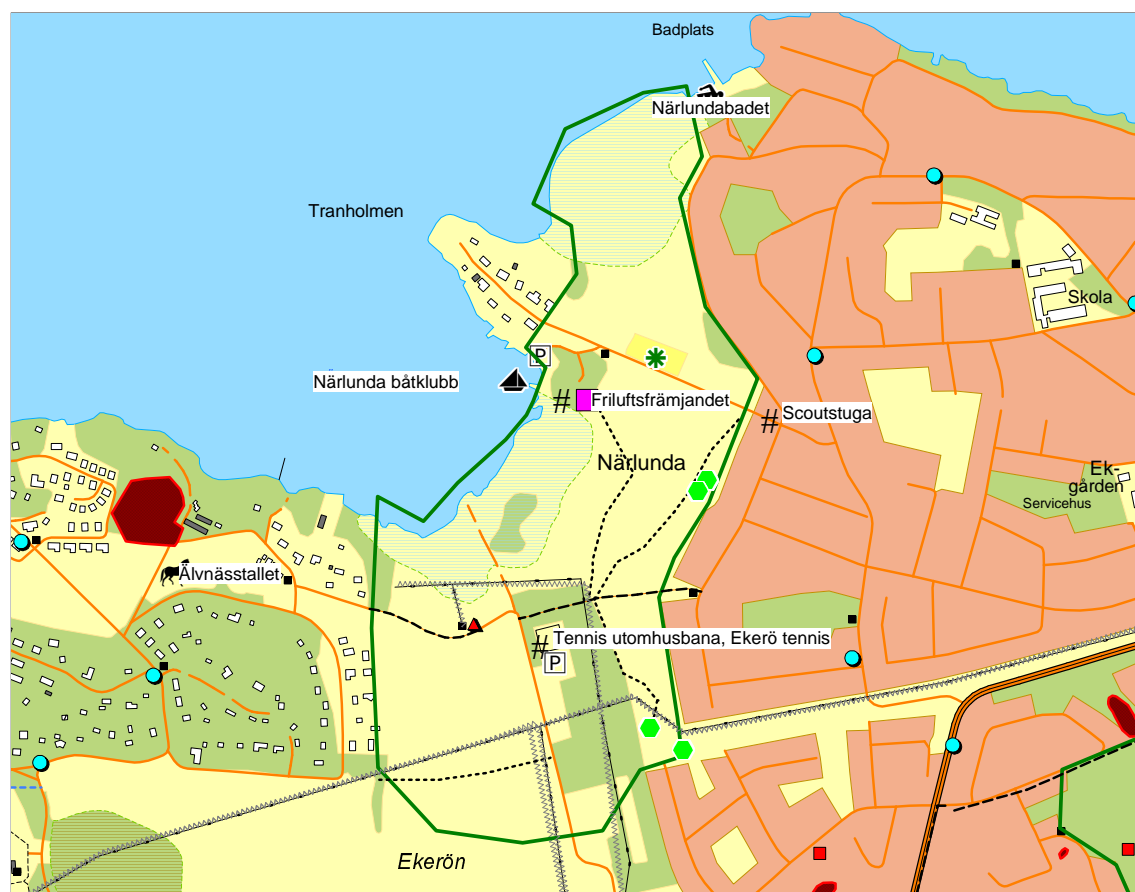 Badplats
Närlundabadet
Tranholmen
Skola
P
Närlunda båtklubb
# Friluftsfrämjandet
# Scoutstuga
Närlunda
Ek-
gården
Servicehus
Älvnässtallet
# Tennis utomhusbana, Ekerö tennis
P
Ekerön